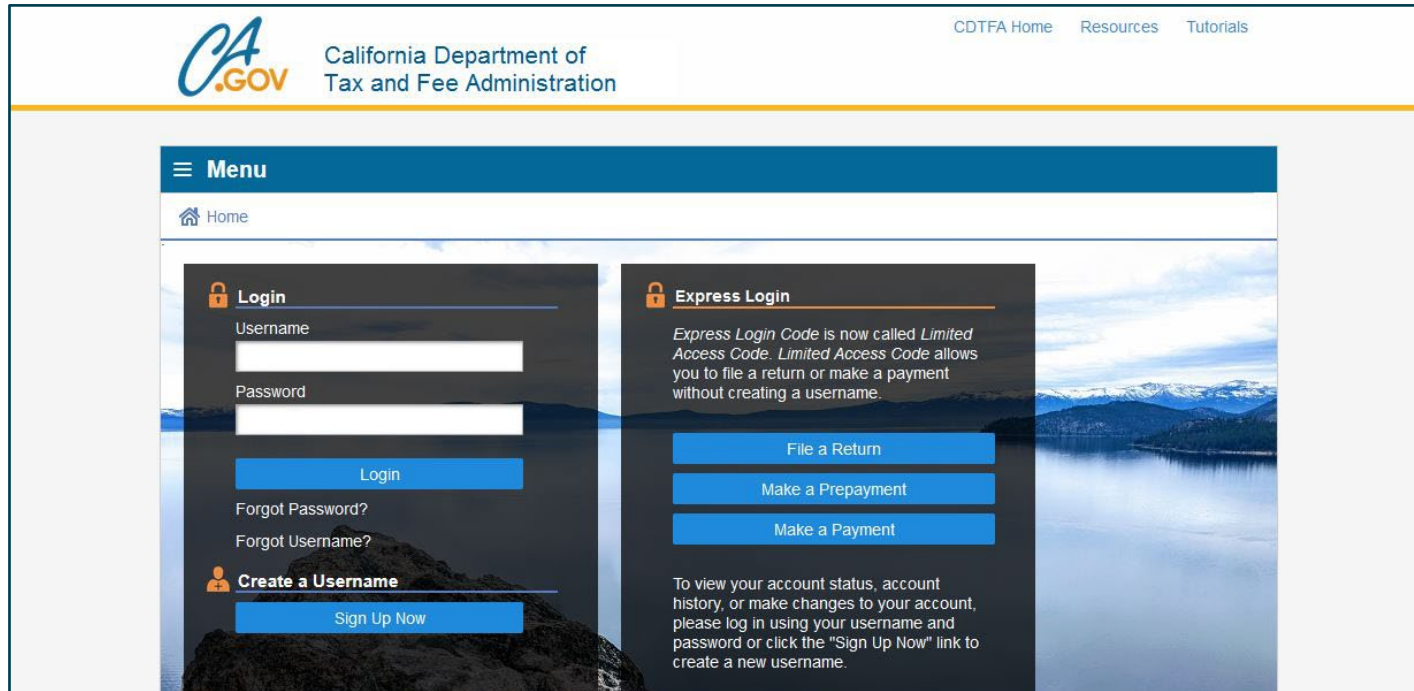 CA
.GOV
California Department of
Tax and Fee Administration
CDTFA Home Resources Tutorials
Menu
Home
Login
Username
Password
Login
Forgot Password?
Forgot Username?
Create a Username
Sign Up Now
Express Login
Express Login Code is now called Limited
Access Code. Limited Access Code allows
you to file a return or make a payment
without creating a username.
File a Return
Make a Prepayment
Make a Payment
To view your account status, account
history, or make changes to your account,
please log in using your username and
password or click the "Sign Up Now" link to
create a new username.